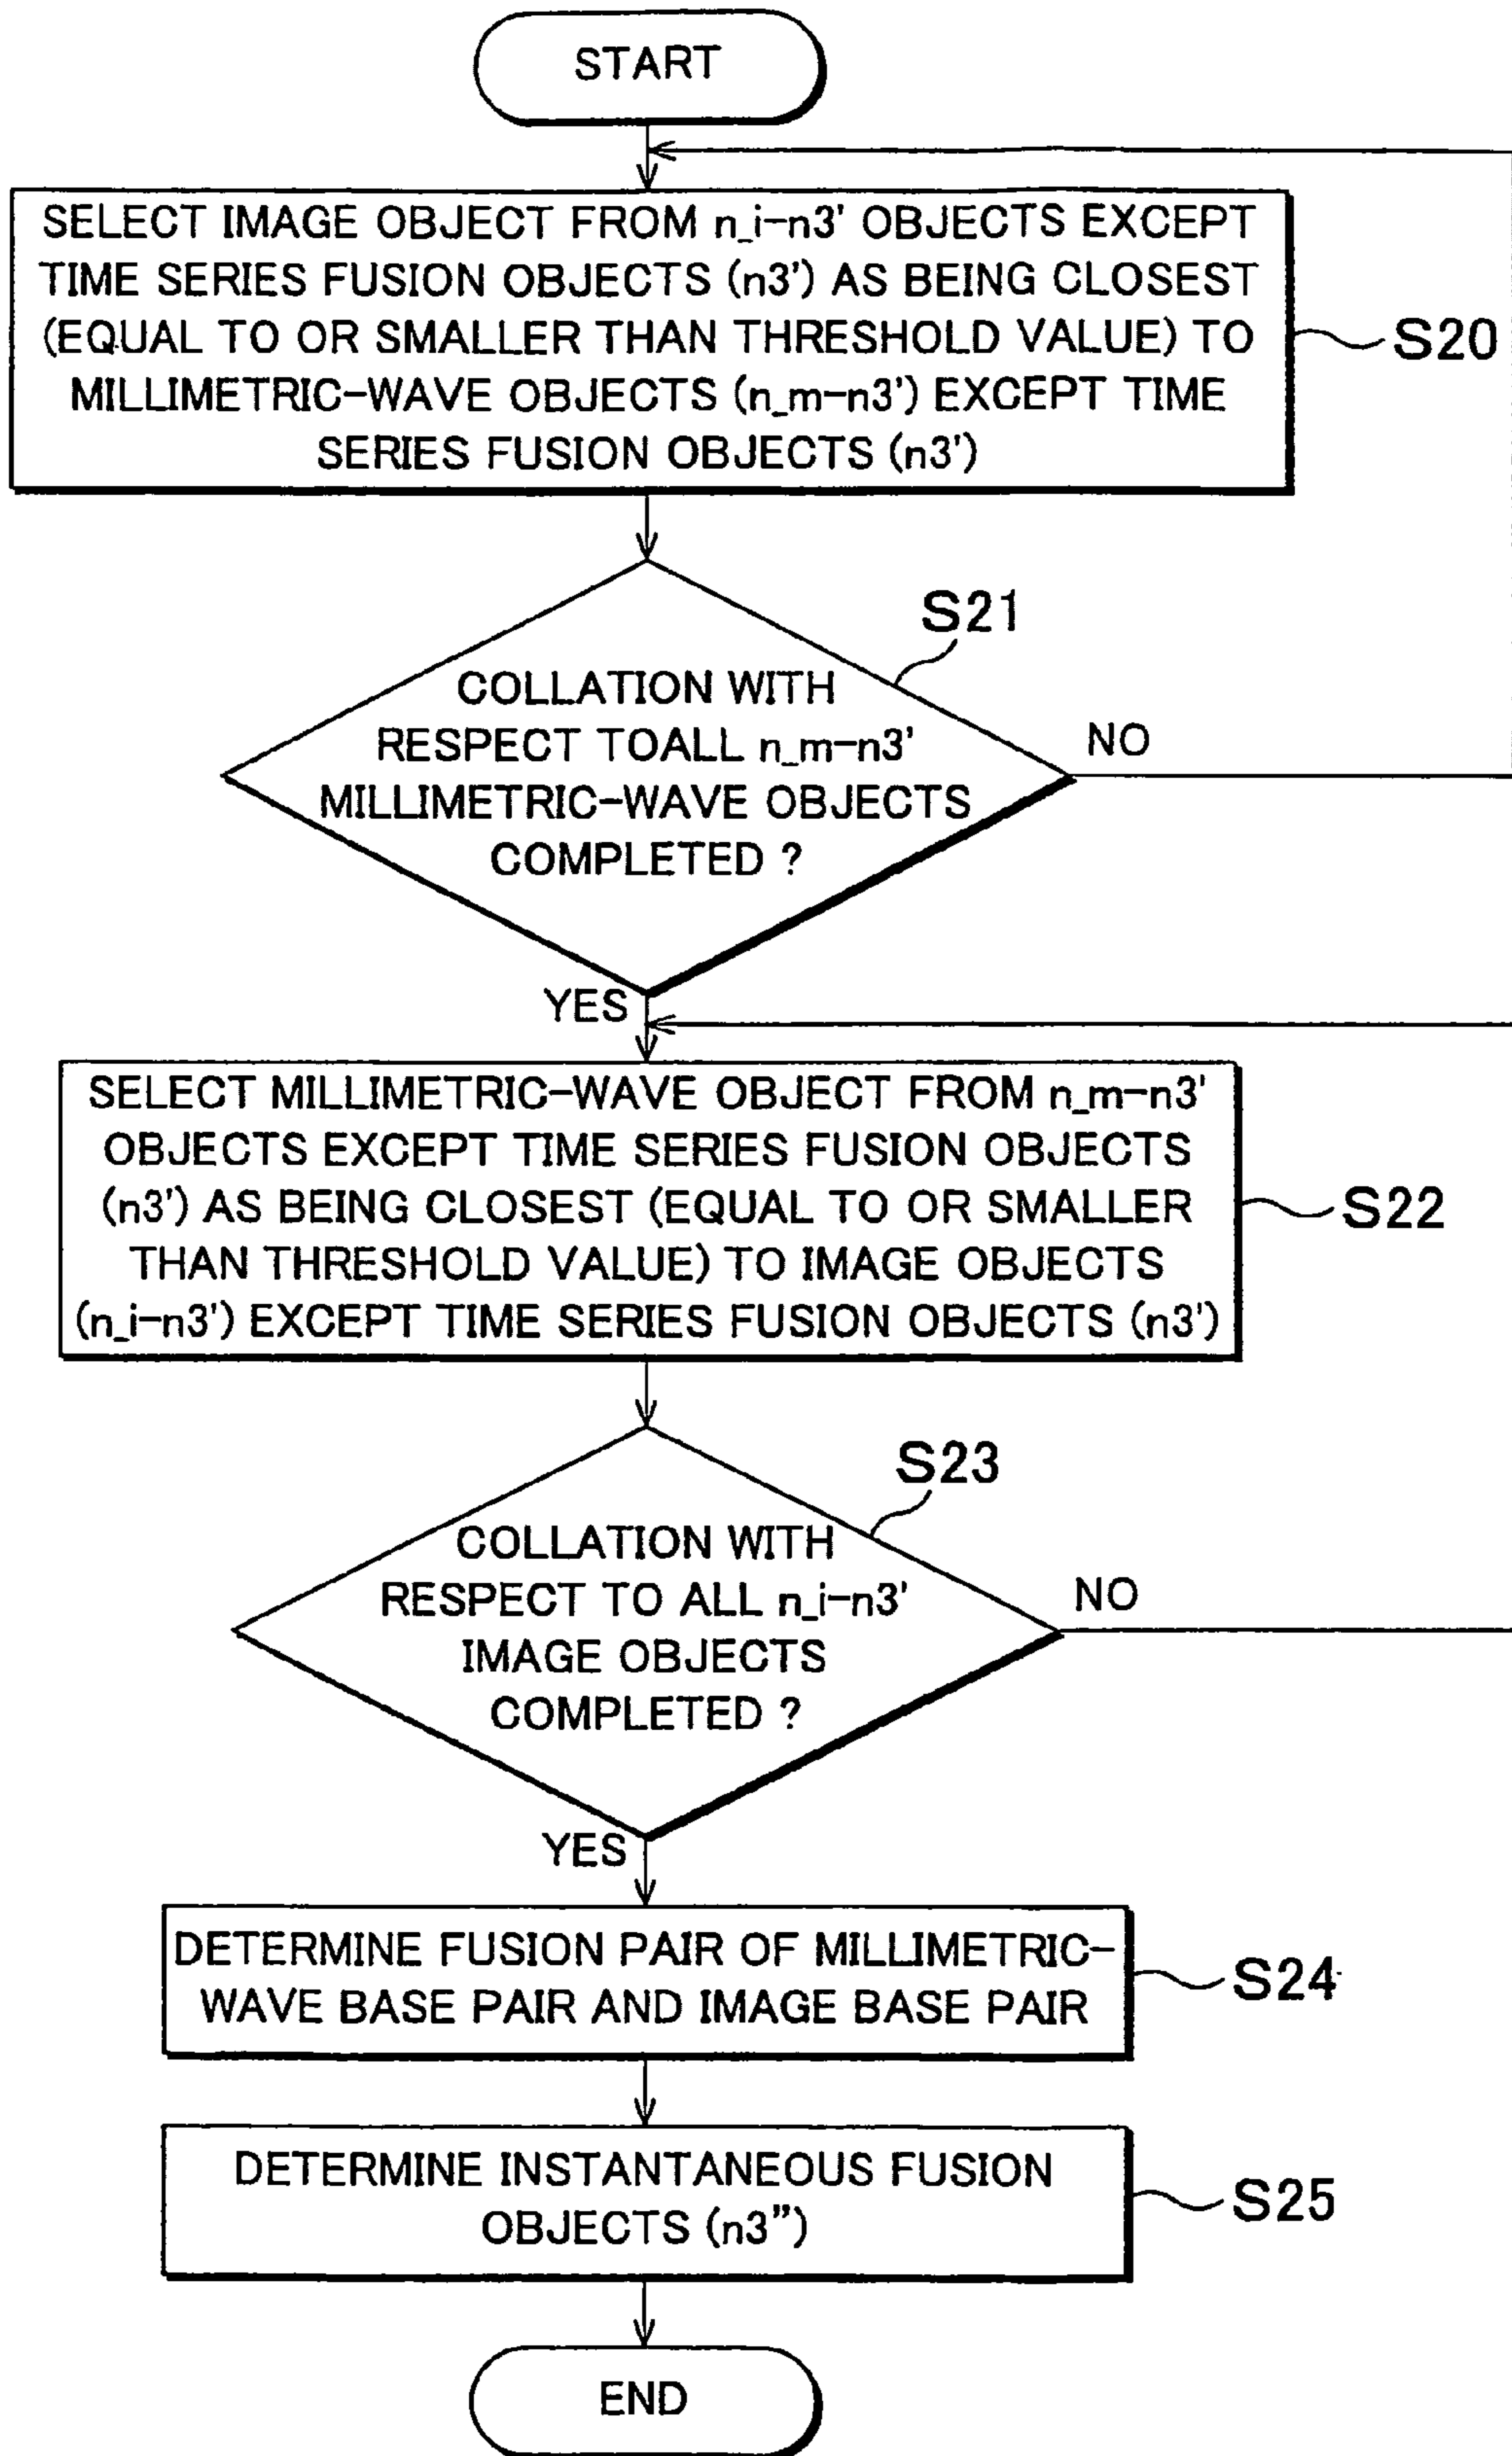 START
SELECT IMAGE OBJECT FROM n_i-n3' OBJECTS EXCEPT
TIME SERIES FUSION OBJECTS (n3') AS BEING CLOSEST
(EQUAL TO OR SMALLER THAN THRESHOLD VALUE) TO
MILLIMETRIC-WAVE OBJECTS (n_m-n3') EXCEPT TIME
SERIES FUSION OBJECTS (n3')
S20
S21
COLLATION WITH
RESPECT TOALL n_m-n3'
MILLIMETRIC-WAVE OBJECTS
COMPLETED ?
NO
YES
SELECT MILLIMETRIC-WAVE OBJECT FROM n_m-n3'
OBJECTS EXCEPT TIME SERIES FUSION OBJECTS
(n3') AS BEING CLOSEST (EQUAL TO OR SMALLER
THAN THRESHOLD VALUE) TO IMAGE OBJECTS
(n_i-n3') EXCEPT TIME SERIES FUSION OBJECTS (n3')
S22
S23
COLLATION WITH
RESPECT TO ALL n_i-n3'
IMAGE OBJECTS
COMPLETED ?
NO
YES
DETERMINE FUSION PAIR OF MILLIMETRIC-
WAVE BASE PAIR AND IMAGE BASE PAIR
S24
DETERMINE INSTANTANEOUS FUSION
OBJECTS (n3")
S25
END